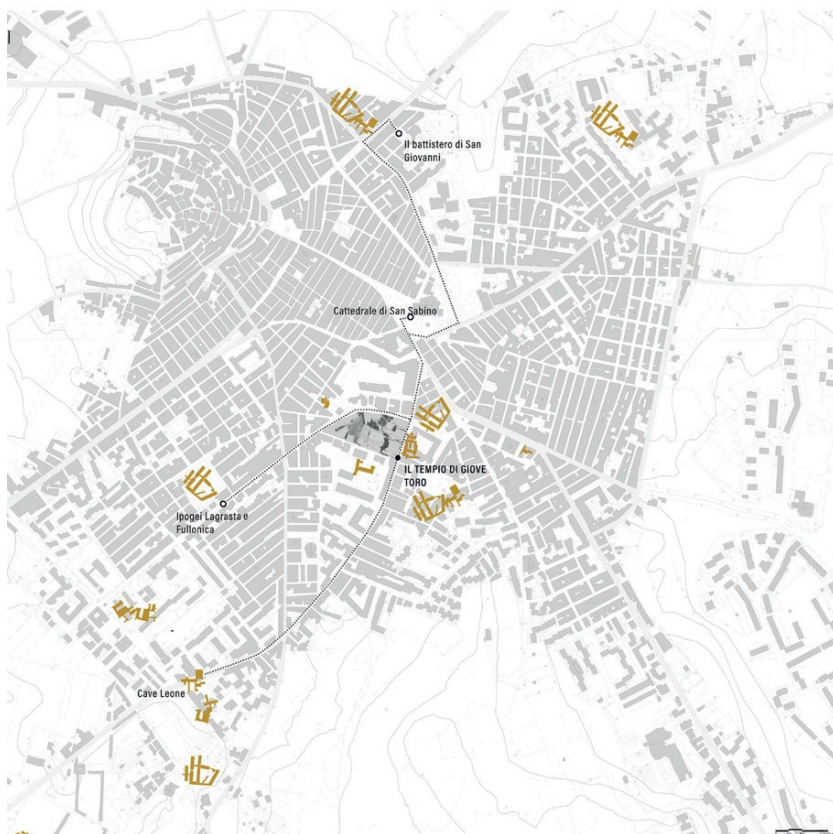 Il battistero di San
Giovanni
Cattedrale di San Sabino
IL TEMPIO DI GIOVE
TORO
Ipogei Lagrasta e
Fullonica
Cave Leone